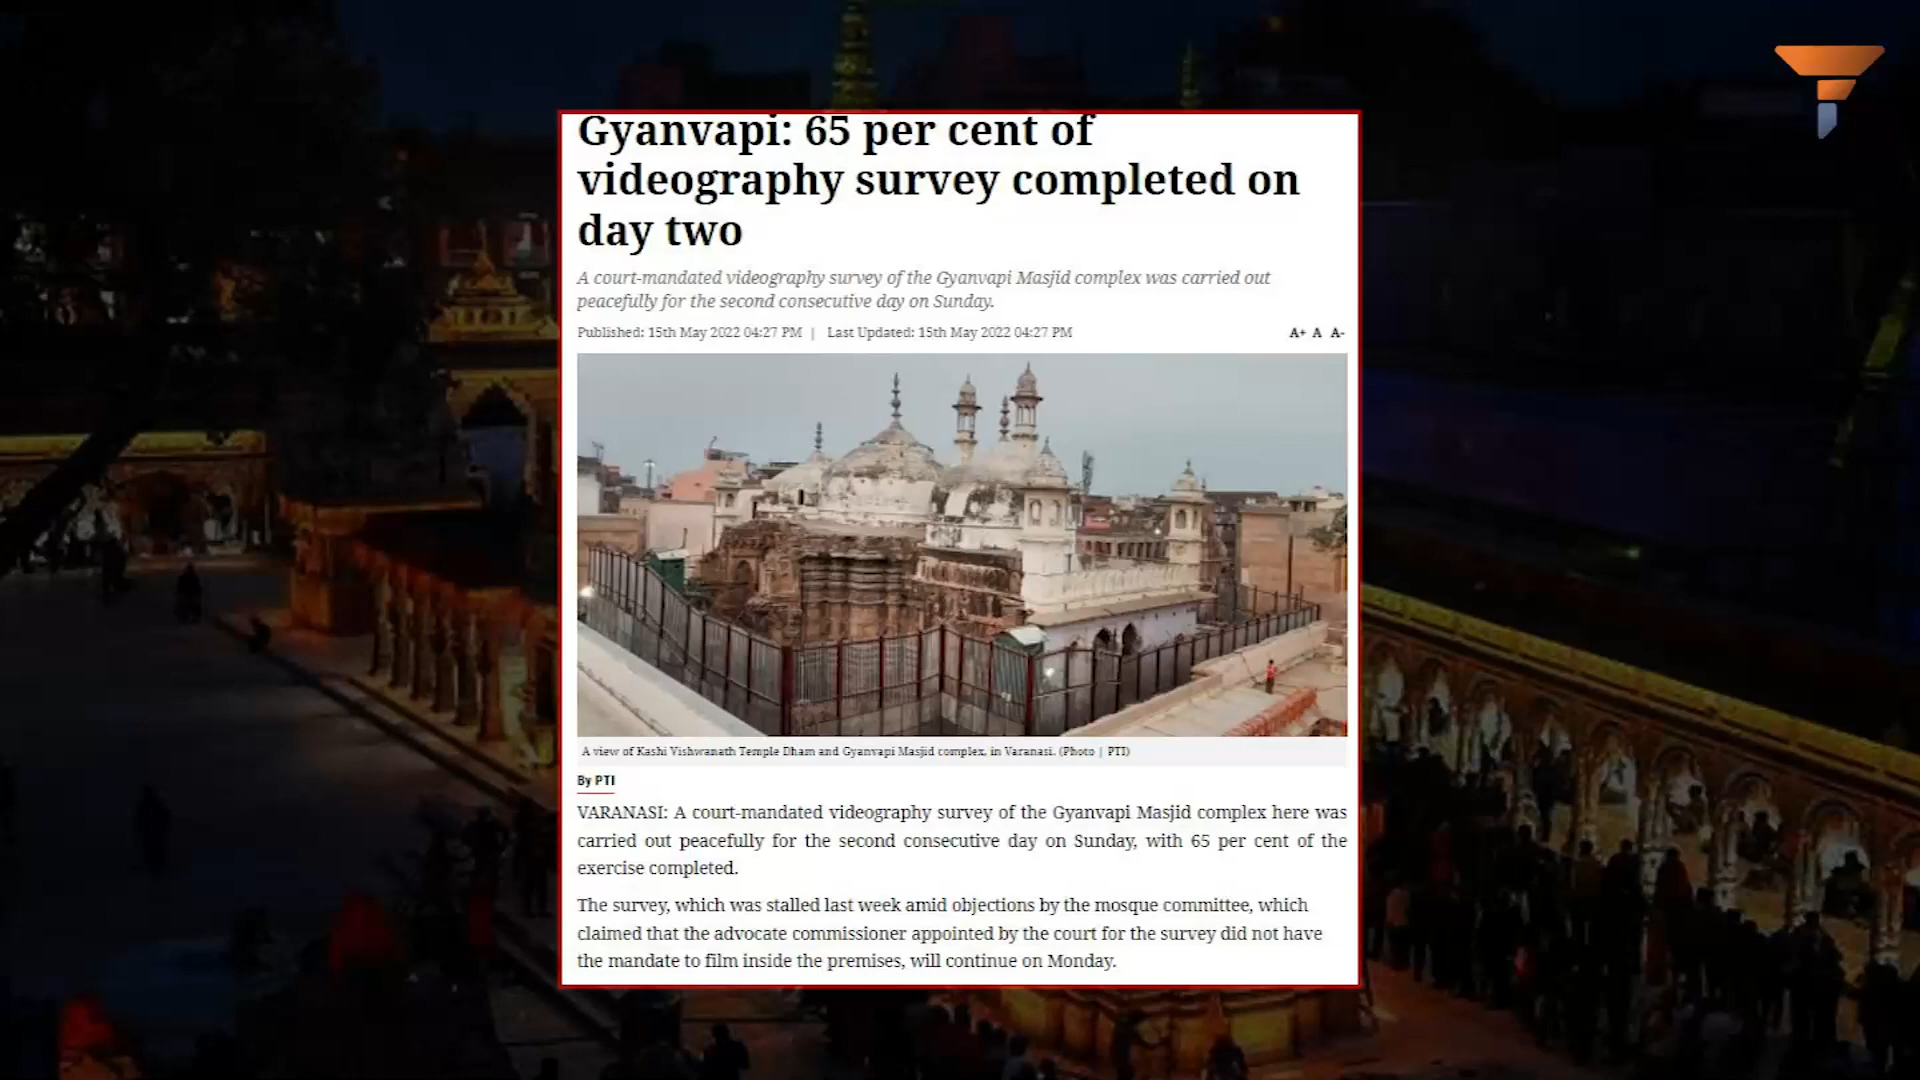 Gyanvapi: 65 per cent of
videography survey completed on
day two
A court-mandated videography survey of the Gyanvapi Masjid complex was carried out
peacefully for the second consecutive day on Sunday.
Published: 15th May 2022 04:27 PM | Last Updated: 15th May 2022 04:27 PM
A+ A A-
A view of Kashi Vishwanath Temple Dham and Gyanvapi Masjid complex, in Varanasi. (Photo | PTI)
By PTI
VARANASI: A court-mandated videography survey of the Gyanvapi Masjid complex here was
carried out peacefully for the second consecutive day on Sunday, with 65 per cent of the
exercise completed.
The survey, which was stalled last week amid objections by the mosque committee, which
claimed that the advocate commissioner appointed by the court for the survey did not have
the mandate to film inside the premises, will continue on Monday.